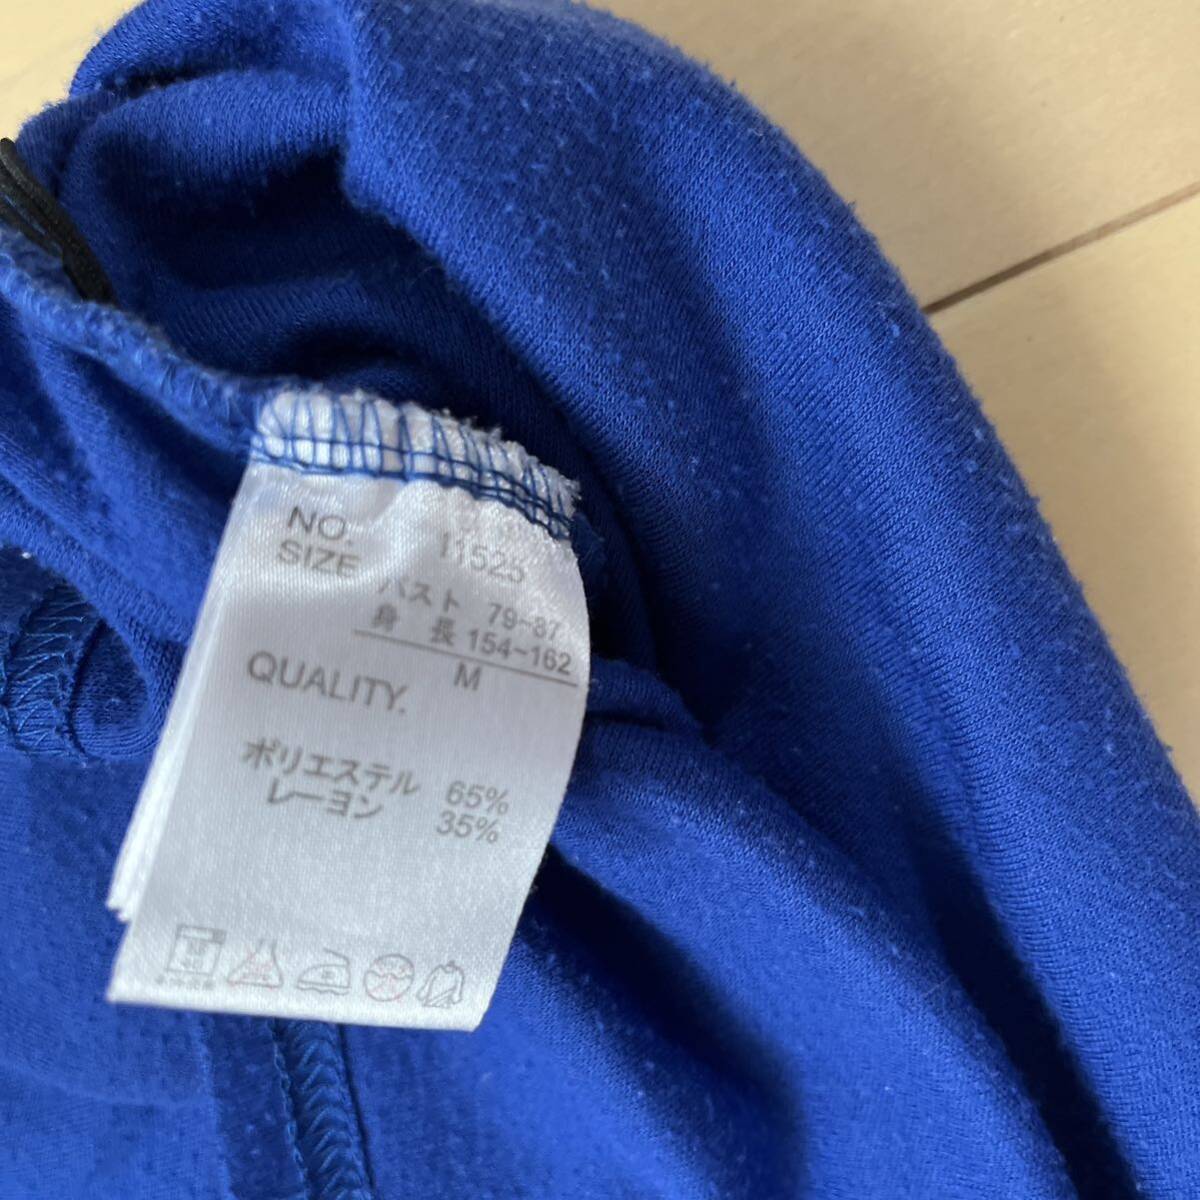 NO. 11525
SIZE
バスト 79~87
身長 154~162
M
QUALITY.
ポリエステル 65%
レーヨン 35%